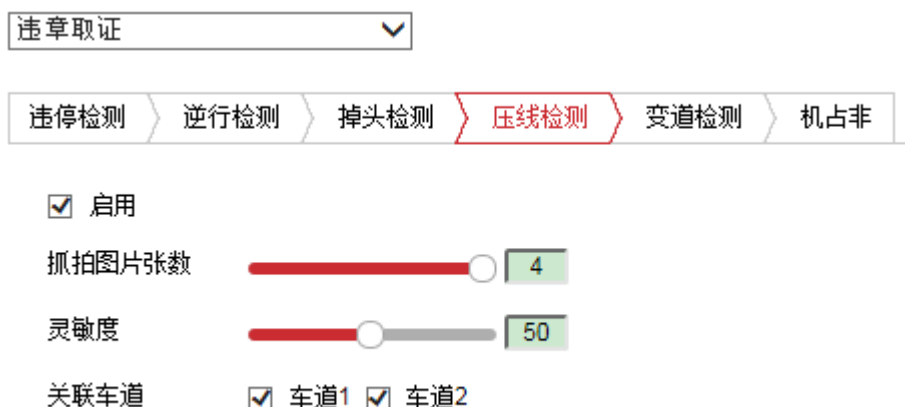 违章取证
违停检测 逆行检测 掉头检测 压线检测 变道检测 机占非
启用
抓拍图片张数 4
灵敏度 50
关联车道 车道1 车道2